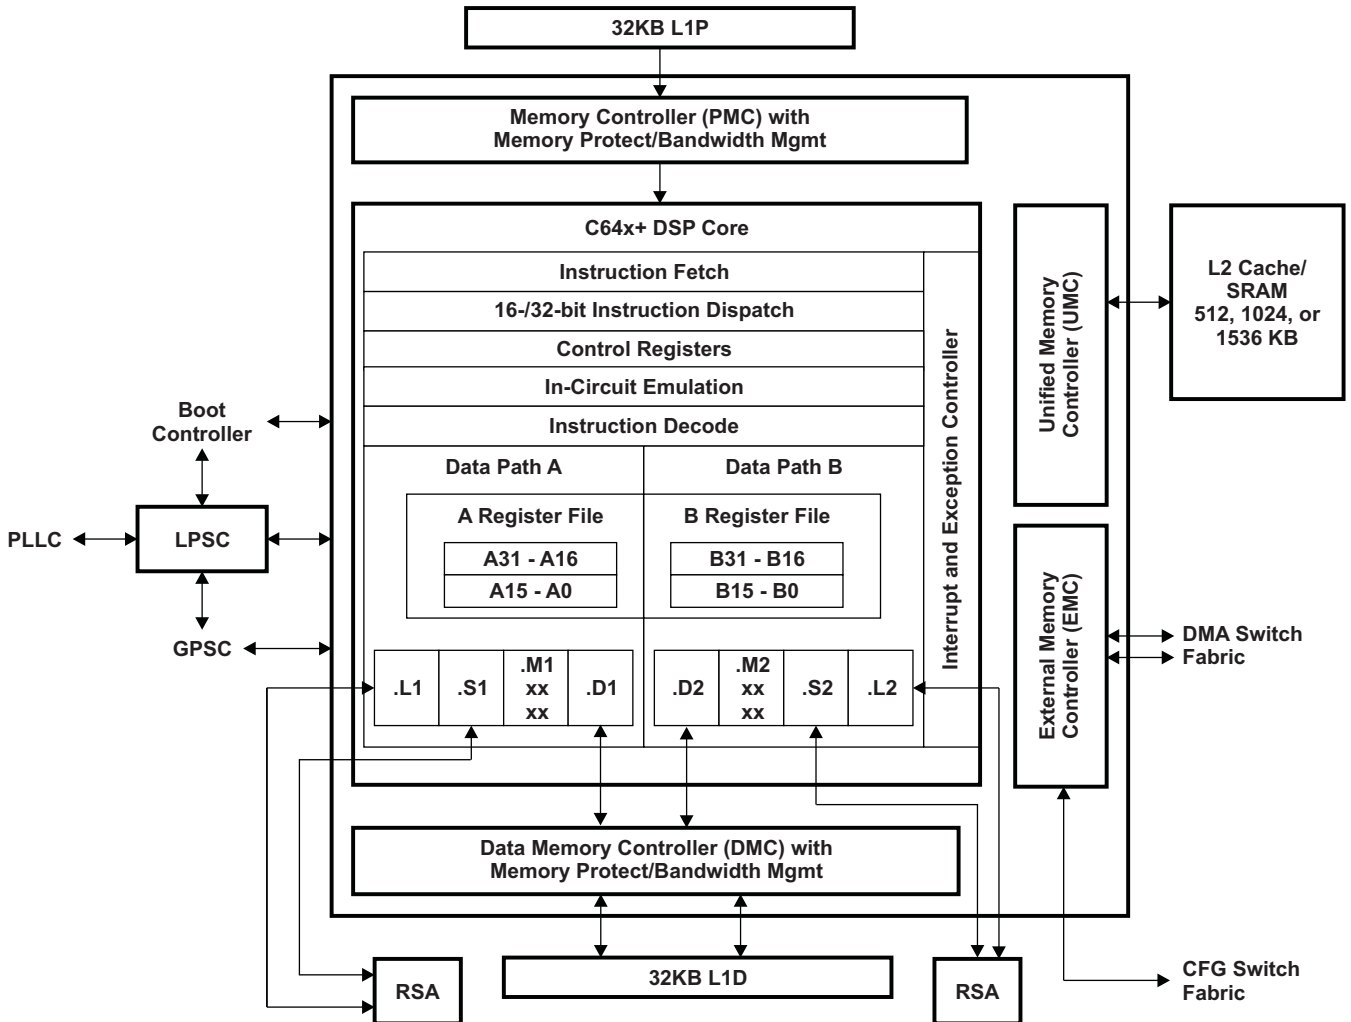 32KB L1P
Memory Controller (PMC) with
Memory Protect/Bandwidth Mgmt
C64x+ DSP Core
Instruction Fetch
16-/32-bit Instruction Dispatch
Control Registers
In-Circuit Emulation
Instruction Decode
Data Path A
Data Path B
A Register File
B Register File
A31 - A16
A15 - A0
B31 - B16
B15 - B0
.L1
.S1
.M1
xx
xx
.D1
.D2
.M2
xx
xx
.S2
.L2
Interrupt and Exception Controller
Data Memory Controller (DMC) with
Memory Protect/Bandwidth Mgmt
32KB L1D
RSA
RSA
Boot
Controller
PLLC
LPSC
GPSC
Unified Memory
Controller (UMC)
L2 Cache/
SRAM
512, 1024, or
1536 KB
External Memory
Controller (EMC)
DMA Switch
Fabric
CFG Switch
Fabric